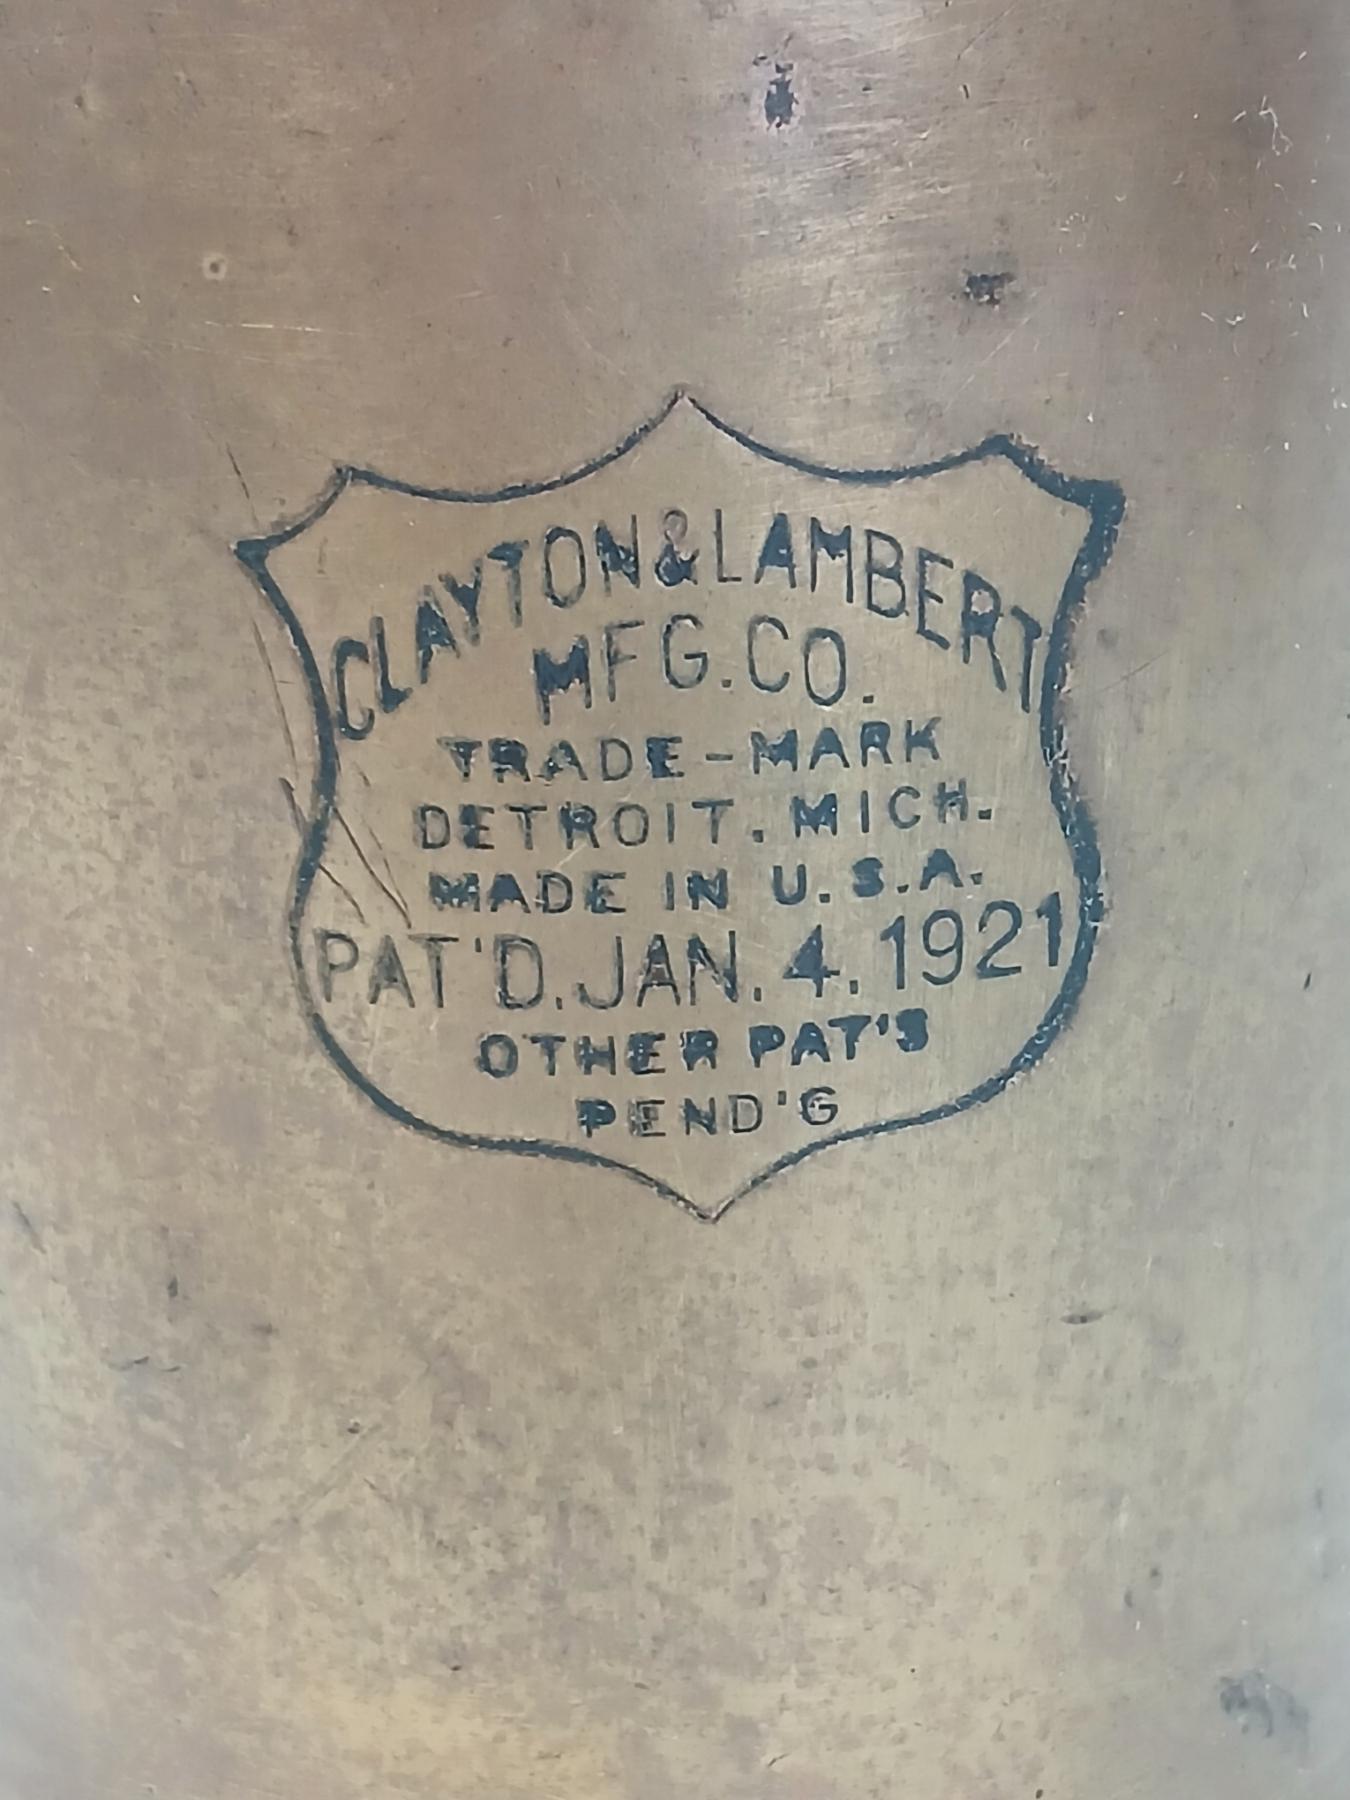 CLAYTON & LAMBERT
MFG. CO.
TRADE-MARK
DETROIT. MICH.
MADE IN U.S.A.
PAT'D. JAN. 4. 1921
OTHER PAT'S
PEND'G